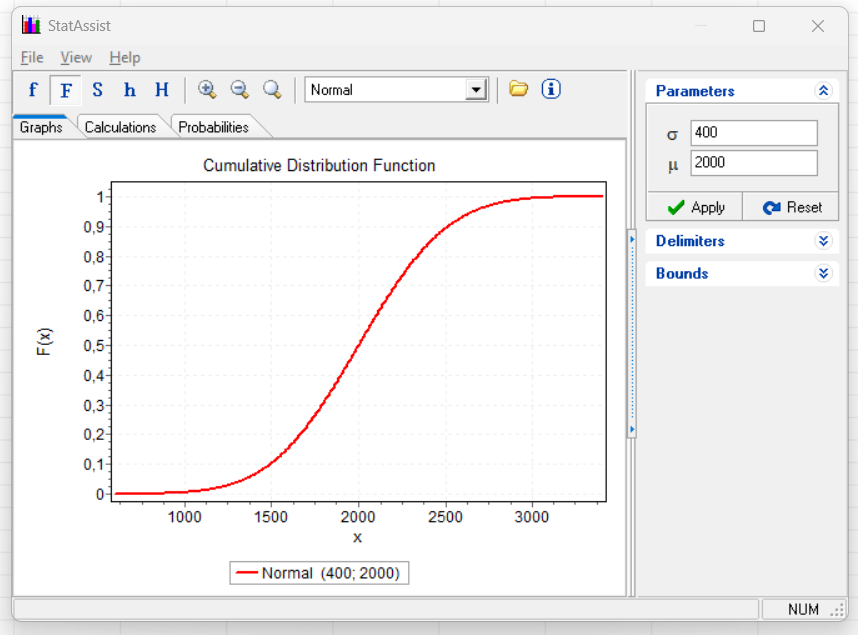 StatAssist
File View Help
f F S h H Normal
Graphs Calculations Probabilities
Cumulative Distribution Function
1
0,9
0,8
0,7
0,6
0,5
0,4
0,3
0,2
0,1
0
F(x)
1000 1500 2000 2500 3000
x
Normal (400; 2000)
Parameters
σ 400
μ 2000
Apply Reset
Delimiters
Bounds
NUM